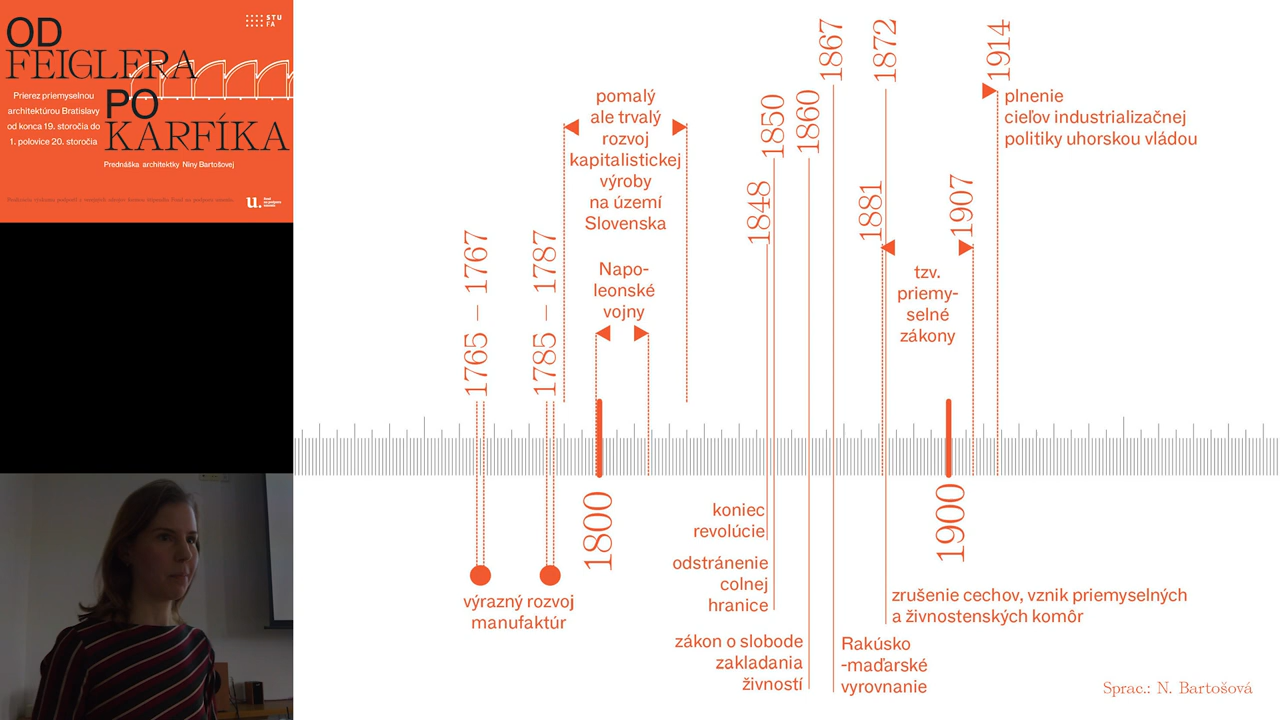 OD
FEIGLERA
PO
KARFÍKA
Prierez priemyselnou
architektúrou Bratislavy
od konca 19. storočia do
1. polovice 20. storočia
Prednáška architektky Niny Bartošovej
STU
FA
u.
pomalý
ale trvalý
rozvoj
kapitalistickej
výroby
na území
Slovenska
Napo-
leonské
vojny
1765 – 1767
1785 – 1787
výrazný rozvoj
manufaktúr
1800
1848
1850
1860
1867
1872
1881
1907
1914
plnenie
cieľov industrializačnej
politiky uhorskou vládou
tzv.
priemy-
selné
zákony
1900
koniec
revolúcie
odstránenie
colnej
hranice
zákon o slobode
zakladania
živností
Rakúsko
-maďarské
vyrovnanie
zrušenie cechov, vznik priemyselných
a živnostenských komôr
Sprac.: N. Bartošová